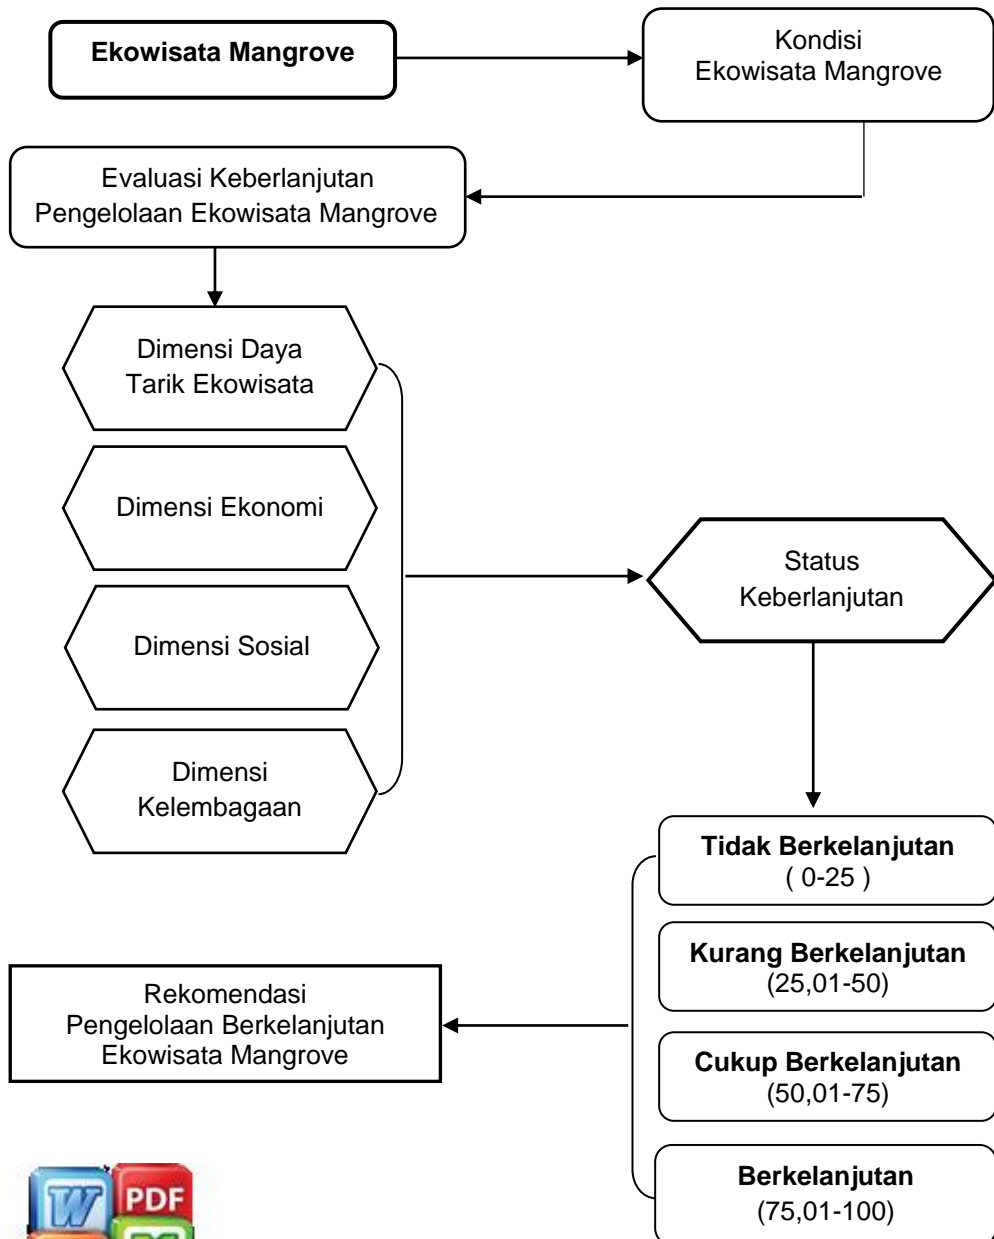 Ekowisata Mangrove
Kondisi
Ekowisata Mangrove
Evaluasi Keberlanjutan
Pengelolaan Ekowisata Mangrove
Dimensi Daya
Tarik Ekowisata
Dimensi Ekonomi
Dimensi Sosial
Dimensi
Kelembagaan
Status
Keberlanjutan
Tidak Berkelanjutan
( 0-25 )
Kurang Berkelanjutan
(25,01-50)
Cukup Berkelanjutan
(50,01-75)
Berkelanjutan
(75,01-100)
Rekomendasi
Pengelolaan Berkelanjutan
Ekowisata Mangrove
W PDF